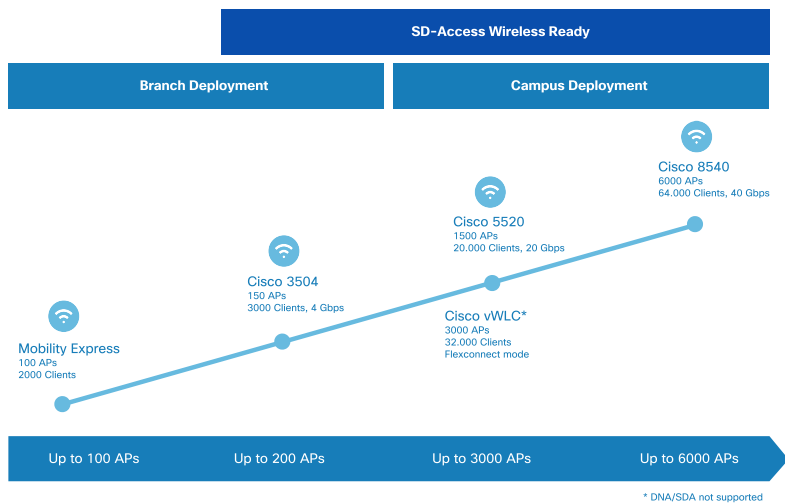 SD-Access Wireless Ready
Branch Deployment
Campus Deployment
Cisco 8540
6000 APs
64.000 Clients, 40 Gbps
Cisco 5520
1500 APs
20.000 Clients, 20 Gbps
Cisco 3504
150 APs
3000 Clients, 4 Gbps
Cisco vWLC*
3000 APs
32.000 Clients
Flexconnect mode
Mobility Express
100 APs
2000 Clients
Up to 100 APs
Up to 200 APs
Up to 3000 APs
Up to 6000 APs
* DNA/SDA not supported